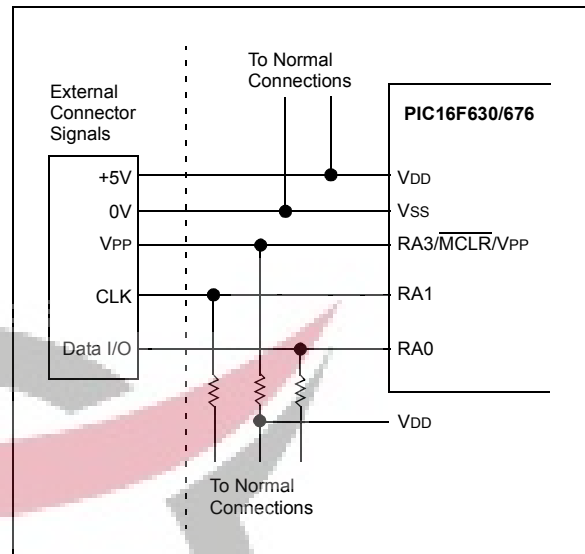 To Normal
Connections
External
Connector
Signals
PIC16F630/676
+5V
VDD
0V
VSS
VPP
RA3/MCLR/VPP
CLK
RA1
Data I/O
RA0
VDD
To Normal
Connections